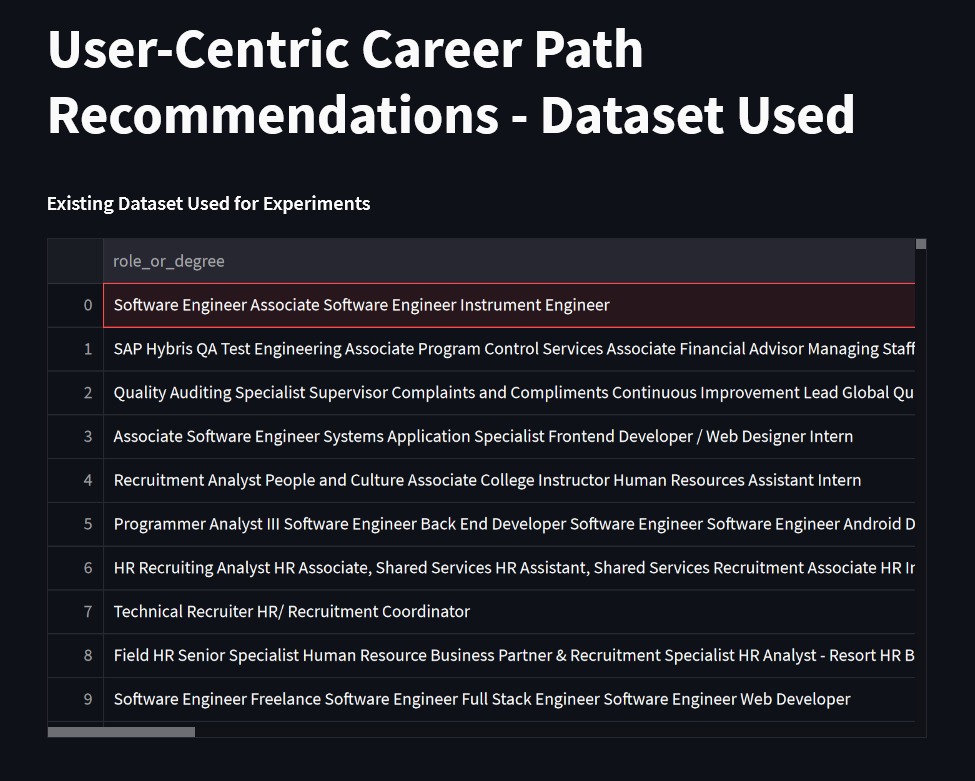 User-Centric Career Path
Recommendations - Dataset Used
Existing Dataset Used for Experiments
role_or_degree
0 Software Engineer Associate Software Engineer Instrument Engineer
1 SAP Hybris QA Test Engineering Associate Program Control Services Associate Financial Advisor Managing Staff
2 Quality Auditing Specialist Supervisor Complaints and Compliments Continuous Improvement Lead Global Qu
3 Associate Software Engineer Systems Application Specialist Frontend Developer / Web Designer Intern
4 Recruitment Analyst People and Culture Associate College Instructor Human Resources Assistant Intern
5 Programmer Analyst III Software Engineer Back End Developer Software Engineer Software Engineer Android D
6 HR Recruiting Analyst HR Associate, Shared Services HR Assistant, Shared Services Recruitment Associate HR
7 Technical Recruiter HR/ Recruitment Coordinator
8 Field HR Senior Specialist Human Resource Business Partner & Recruitment Specialist HR Analyst - Resort HR B
9 Software Engineer Freelance Software Engineer Full Stack Engineer Software Engineer Web Developer